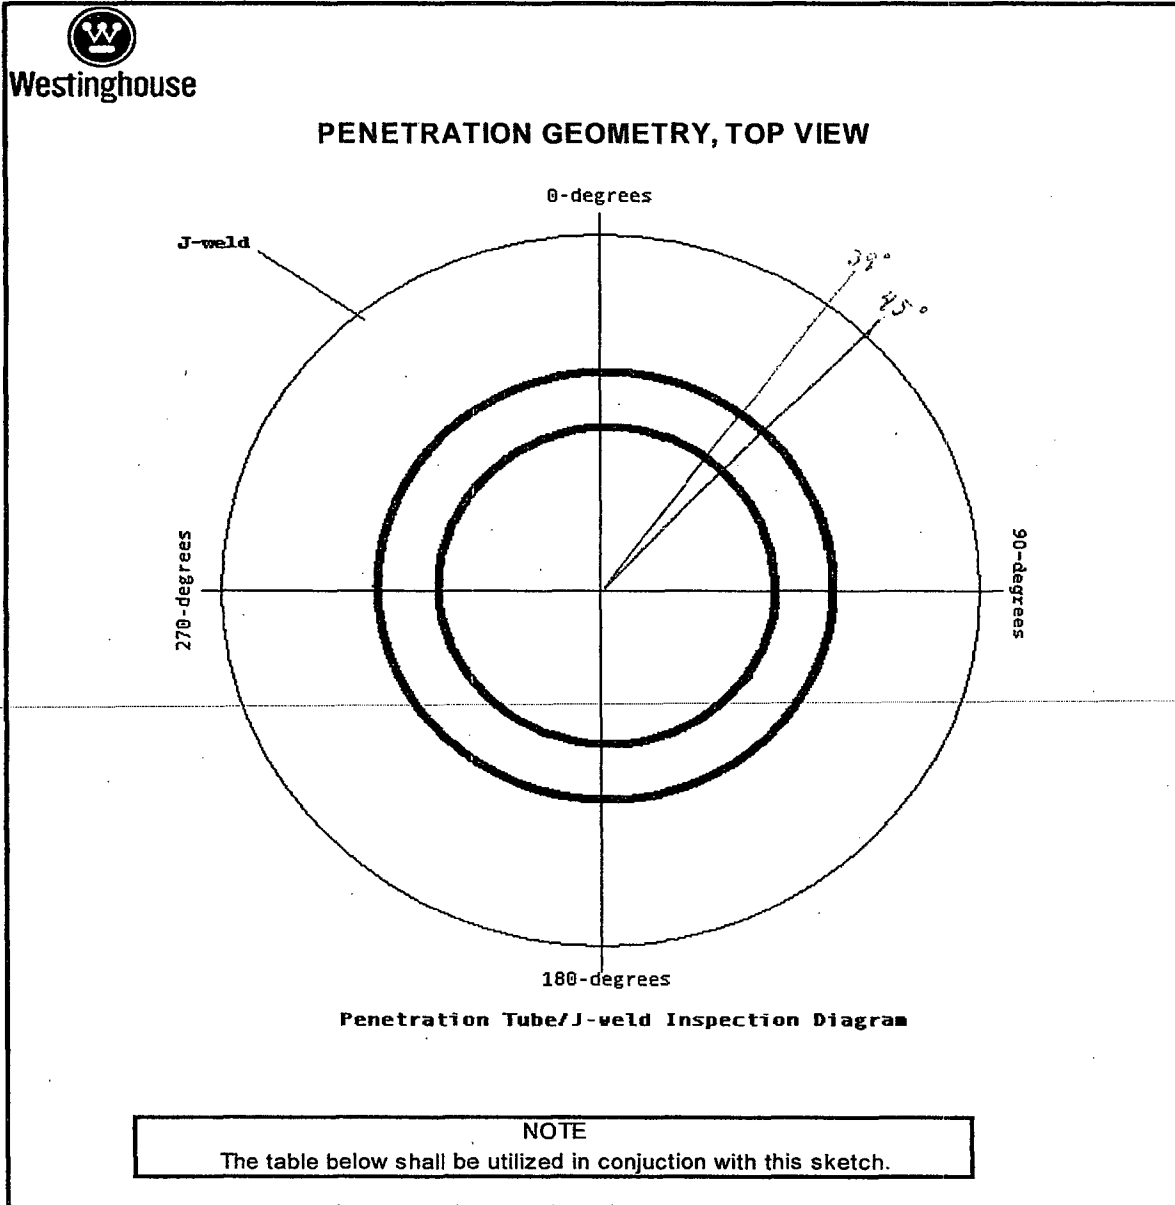 Westinghouse
PENETRATION GEOMETRY, TOP VIEW
0-degrees
J-weld
45°
270-degrees
90-degrees
180-degrees
Penetration Tube/J-weld Inspection Diagram
NOTE
The table below shall be utilized in conjuction with this sketch.